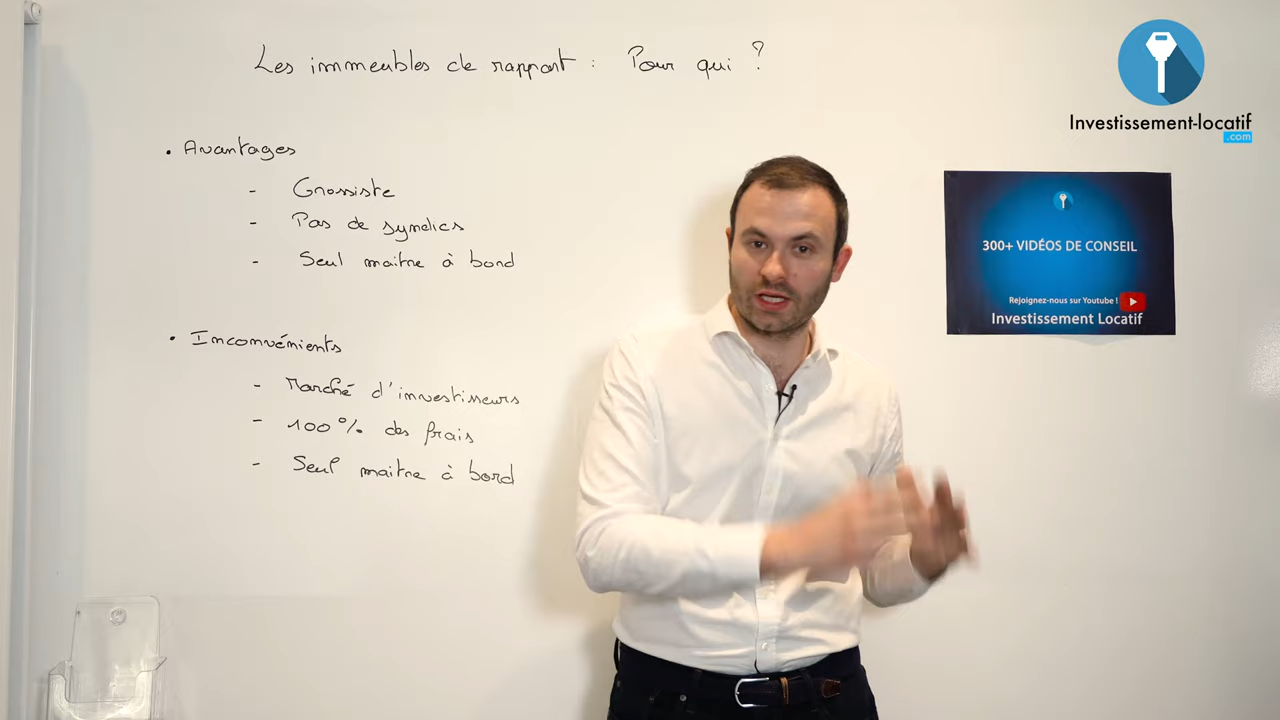 Les immeubles de rapport : Pour qui ?
• Avantages
- Grossiste
- Pas de syndics
- Seul maitre à bord
• Inconvénients
- Marché d'investisseurs
- 100% des frais
- Seul maitre à bord
Investissement-locatif
.com
300+ VIDÉOS DE CONSEIL
Rejoignez-nous sur Youtube !
Investissement Locatif